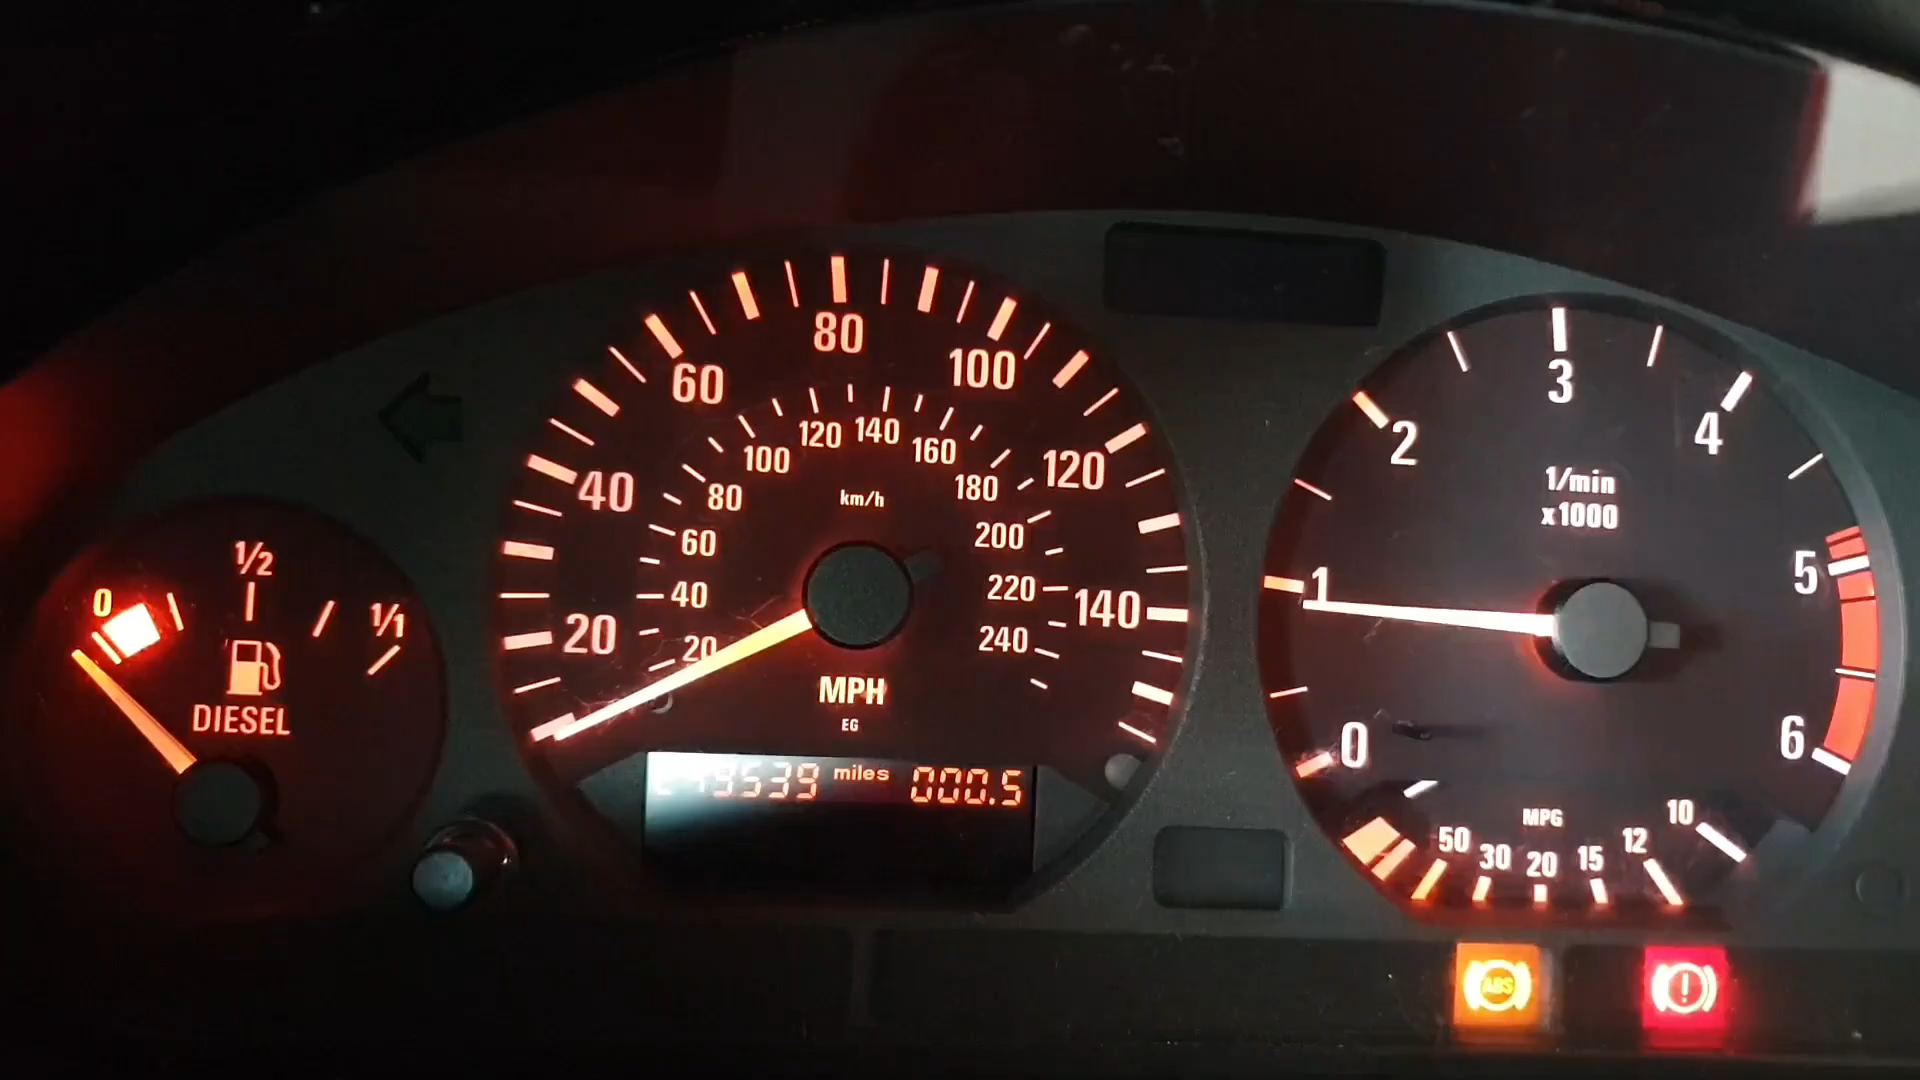 0 1/2 1/1
DIESEL
20 40 60 80 100 120 140
20 40 60 80 100 120 140 160 180 200 220 240
km/h
MPH
EG
miles 000.5
0 1 2 3 4 5 6
1/min
x1000
MPG
50 30 20 15 12 10
ABS
!